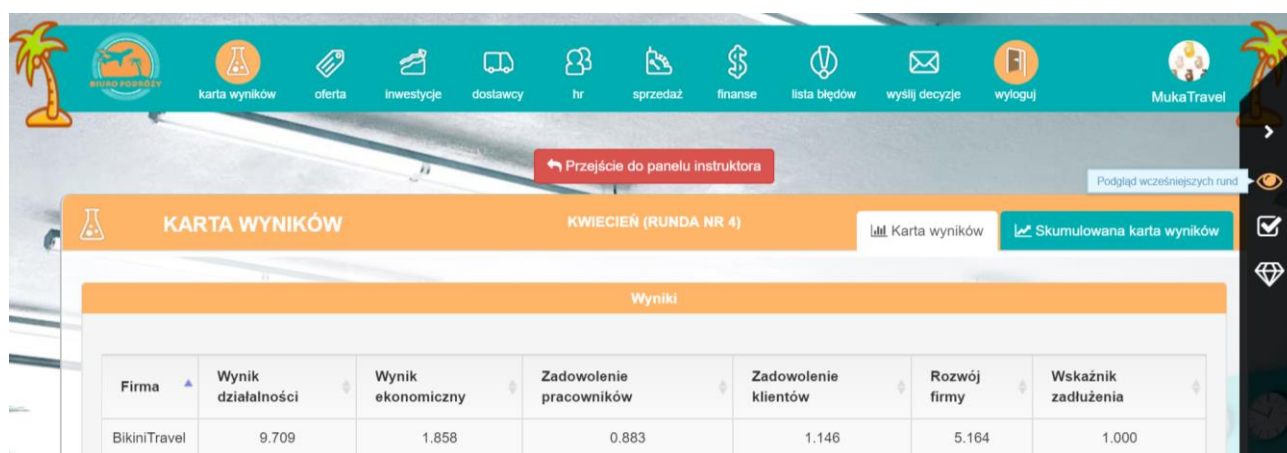 BIURO PODRÓŻY
karta wyników
oferta
inwestycje
dostawcy
hr
sprzedaż
finanse
lista błędów
wyślij decyzje
wyloguj
MukaTravel
Przejście do panelu instruktora
Podgląd wcześniejszych rund
KARTA WYNIKÓW
KWIECIEŃ (RUNDA NR 4)
Karta wyników
Skumulowana karta wyników
Wyniki
Firma
Wynik
działalności
Wynik
ekonomiczny
Zadowolenie
pracowników
Zadowolenie
klientów
Rozwój
firmy
Wskaźnik
zadłużenia
BikiniTravel 9.709 1.858 0.883 1.146 5.164 1.000